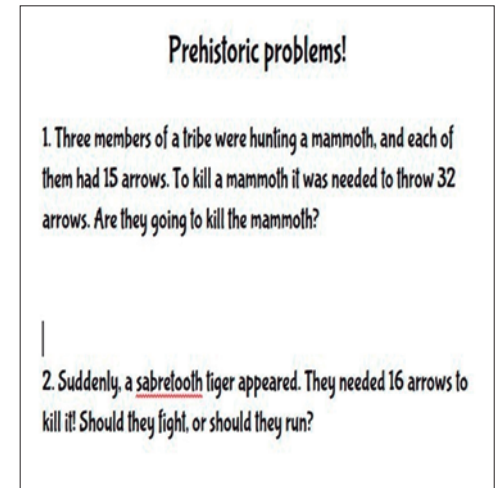 Prehistoric problems!
1. Three members of a tribe were hunting a mammoth, and each of
them had 15 arrows. To kill a mammoth it was needed to throw 32
arrows. Are they going to kill the mammoth?
2. Suddenly, a sabretooth tiger appeared. They needed 16 arrows to
kill it! Should they fight, or should they run?